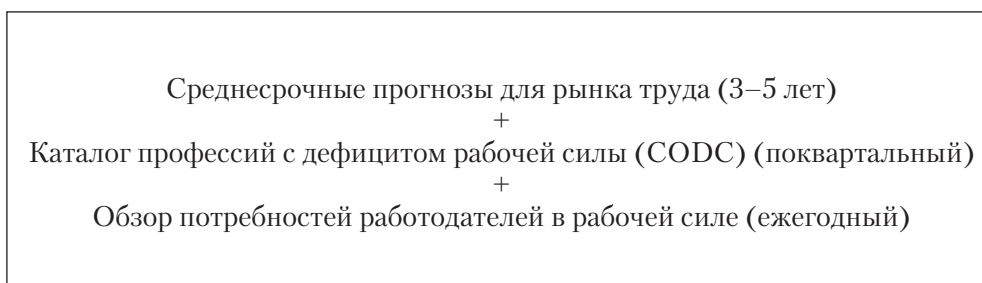 Среднесрочные прогнозы для рынка труда (3–5 лет)
+
Каталог профессий с дефицитом рабочей силы (CODC) (поквартальный)
+
Обзор потребностей работодателей в рабочей силе (ежегодный)